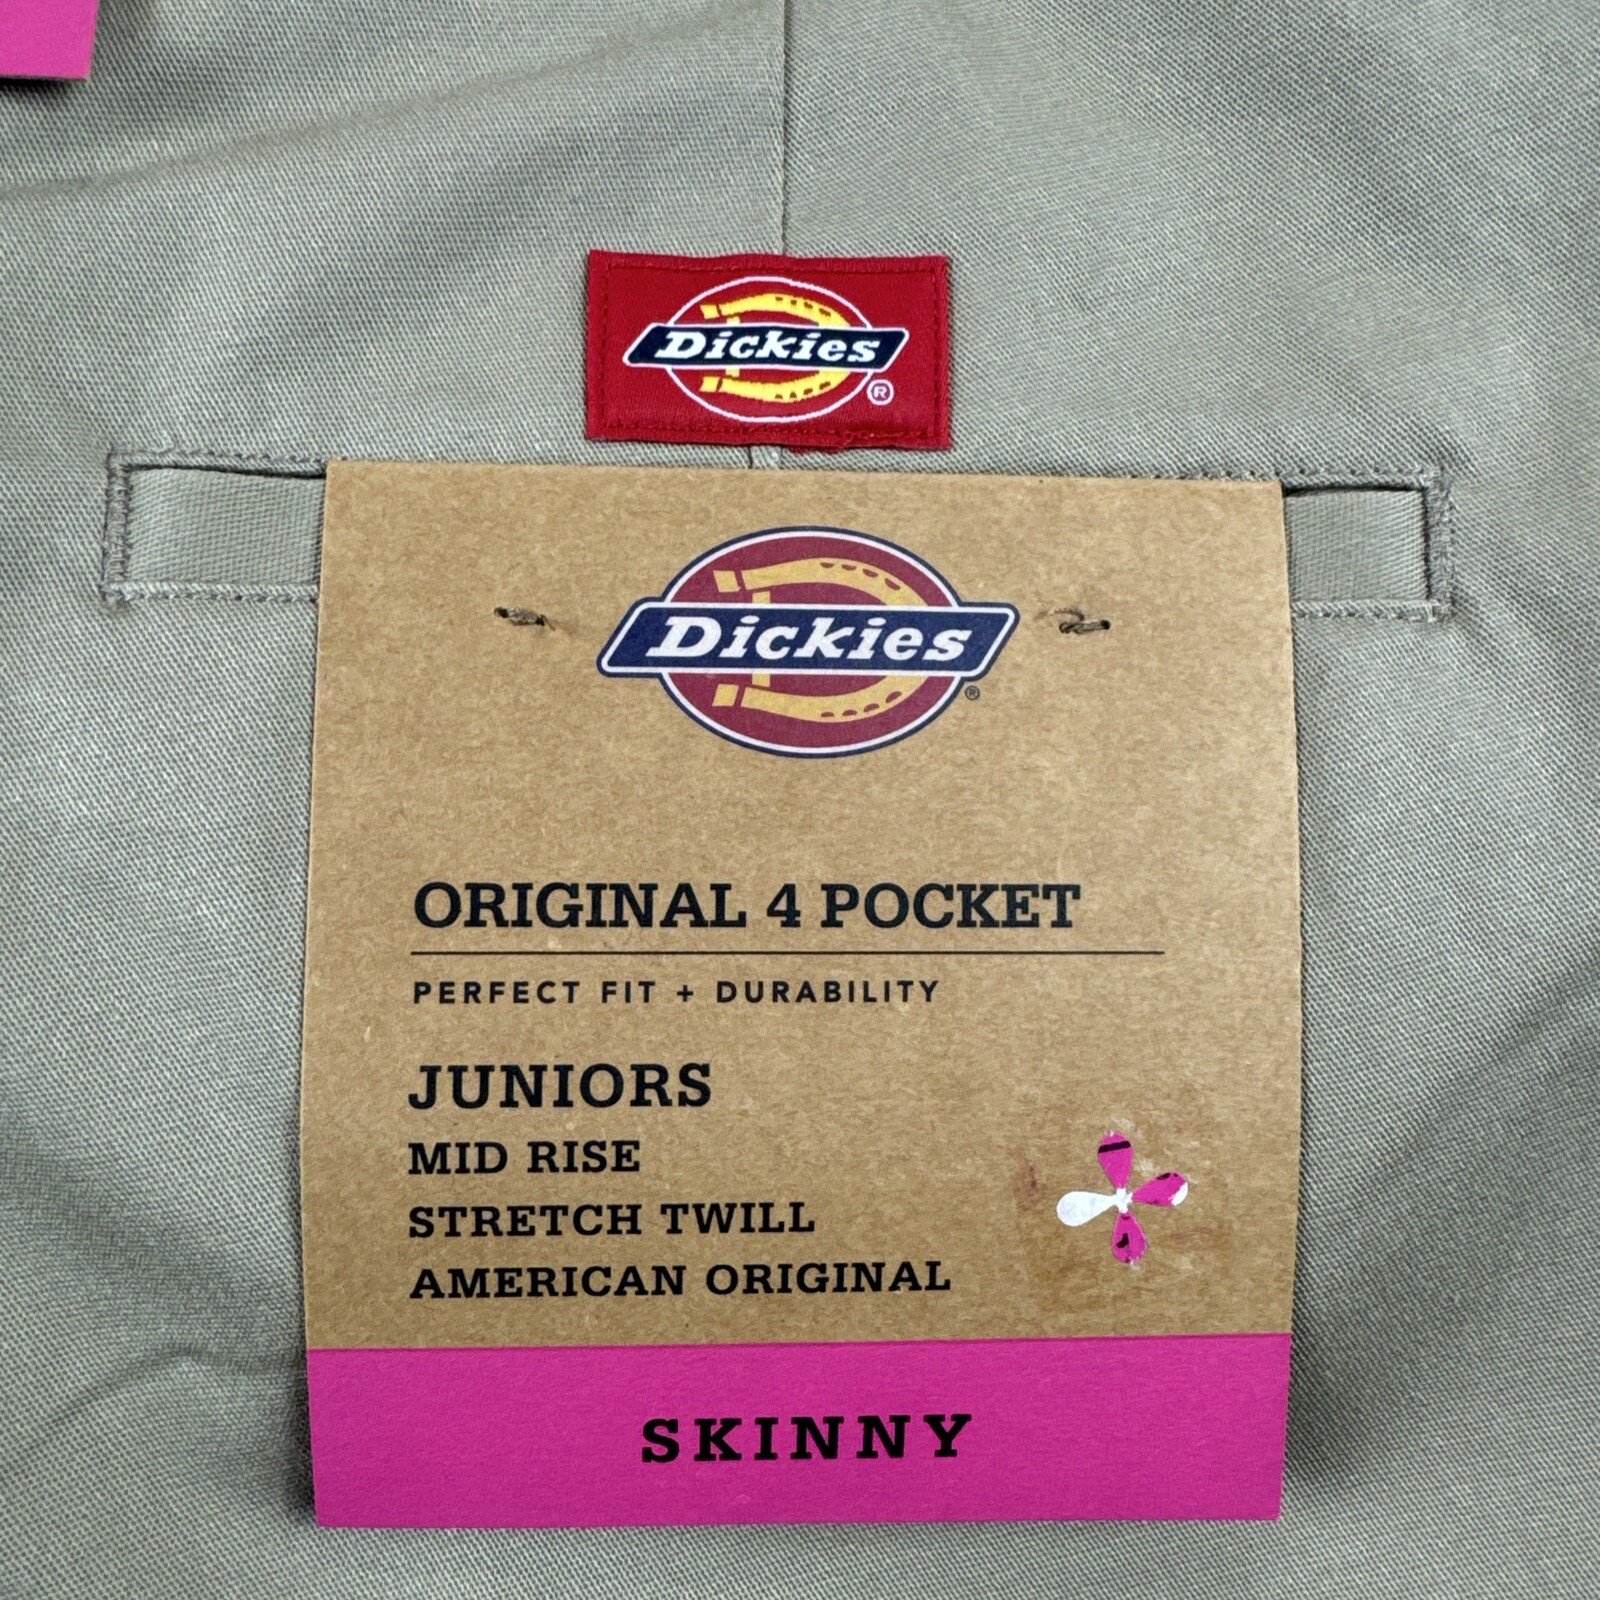 Dickies
®
Dickies
®
ORIGINAL 4 POCKET
PERFECT FIT + DURABILITY
JUNIORS
MID RISE
STRETCH TWILL
AMERICAN ORIGINAL
SKINNY